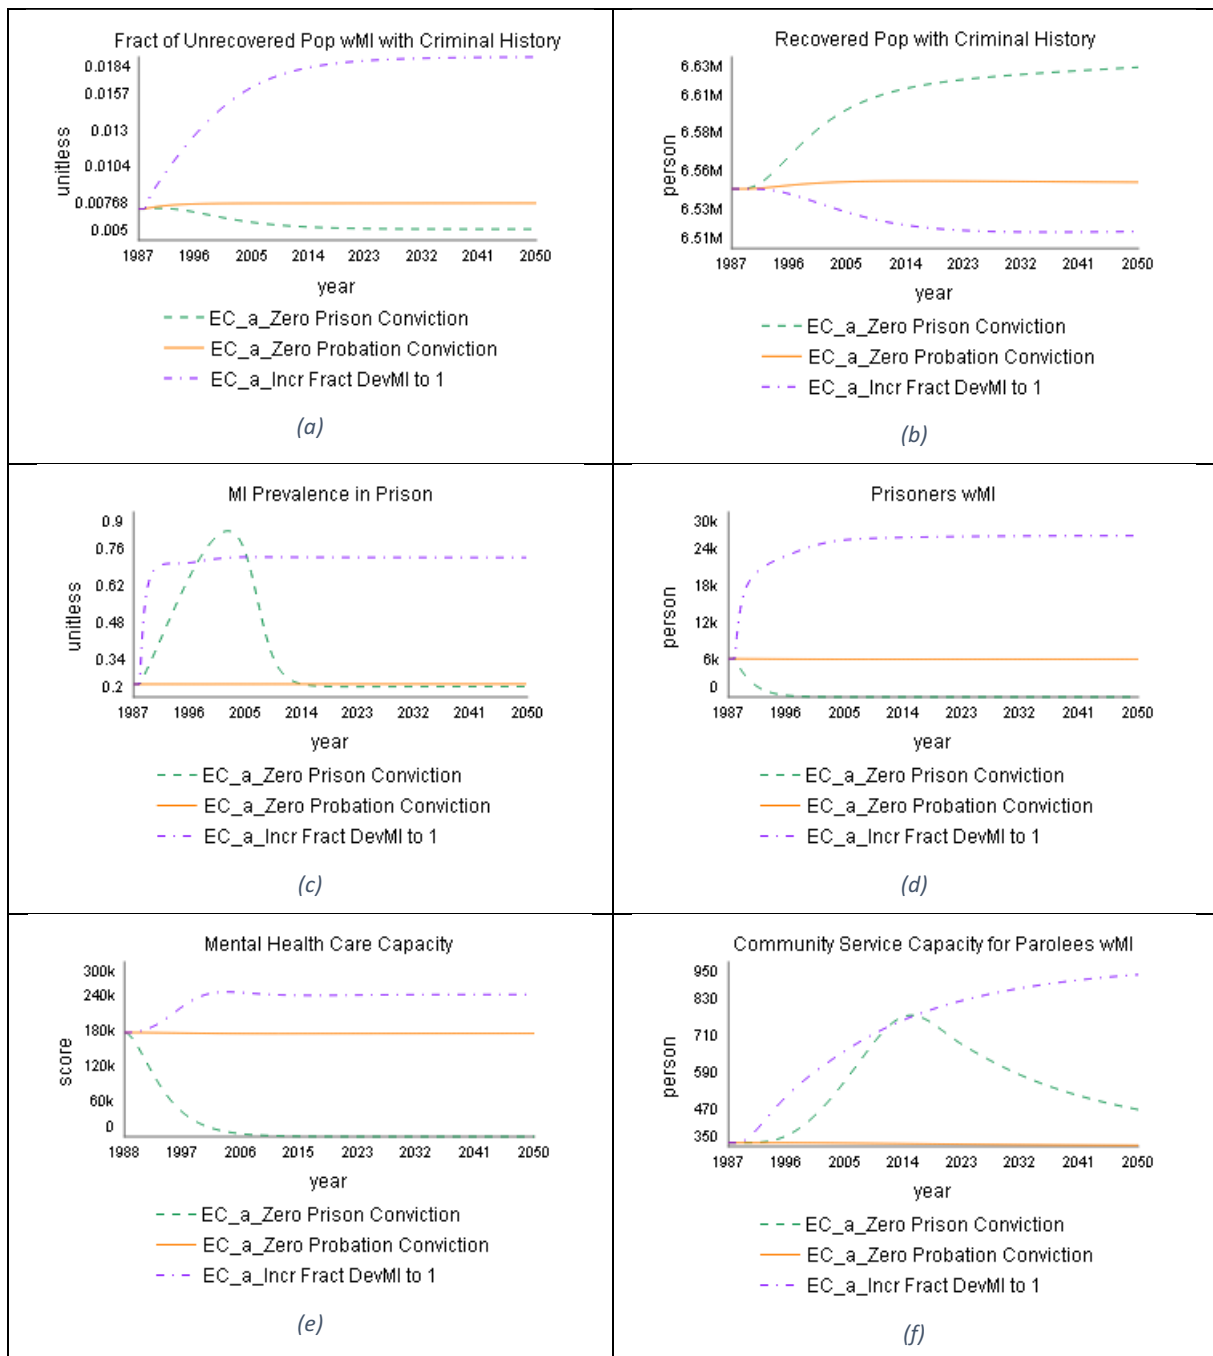 Fract of Unrecovered Pop wMI with Criminal History
0.0184
0.0157
0.013
0.0104
0.00768
0.005
unitless
1987 1996 2005 2014 2023 2032 2041 2050
year
EC_a_Zero Prison Conviction
EC_a_Zero Probation Conviction
EC_a_Incr Fract DevMI to 1
(a)
Recovered Pop with Criminal History
6.63M
6.61M
6.58M
6.56M
6.53M
6.51M
person
1987 1996 2005 2014 2023 2032 2041 2050
year
EC_a_Zero Prison Conviction
EC_a_Zero Probation Conviction
EC_a_Incr Fract DevMI to 1
(b)
MI Prevalence in Prison
0.9
0.76
0.62
0.48
0.34
0.2
unitless
1987 1996 2005 2014 2023 2032 2041 2050
year
EC_a_Zero Prison Conviction
EC_a_Zero Probation Conviction
EC_a_Incr Fract DevMI to 1
(c)
Prisoners wMI
30k
24k
18k
12k
6k
0
person
1987 1996 2005 2014 2023 2032 2041 2050
year
EC_a_Zero Prison Conviction
EC_a_Zero Probation Conviction
EC_a_Incr Fract DevMI to 1
(d)
Mental Health Care Capacity
300k
240k
180k
120k
60k
0
score
1988 1997 2006 2015 2023 2032 2041 2050
year
EC_a_Zero Prison Conviction
EC_a_Zero Probation Conviction
EC_a_Incr Fract DevMI to 1
(e)
Community Service Capacity for Parolees wMI
950
830
710
590
470
350
person
1987 1996 2005 2014 2023 2032 2041 2050
year
EC_a_Zero Prison Conviction
EC_a_Zero Probation Conviction
EC_a_Incr Fract DevMI to 1
(f)